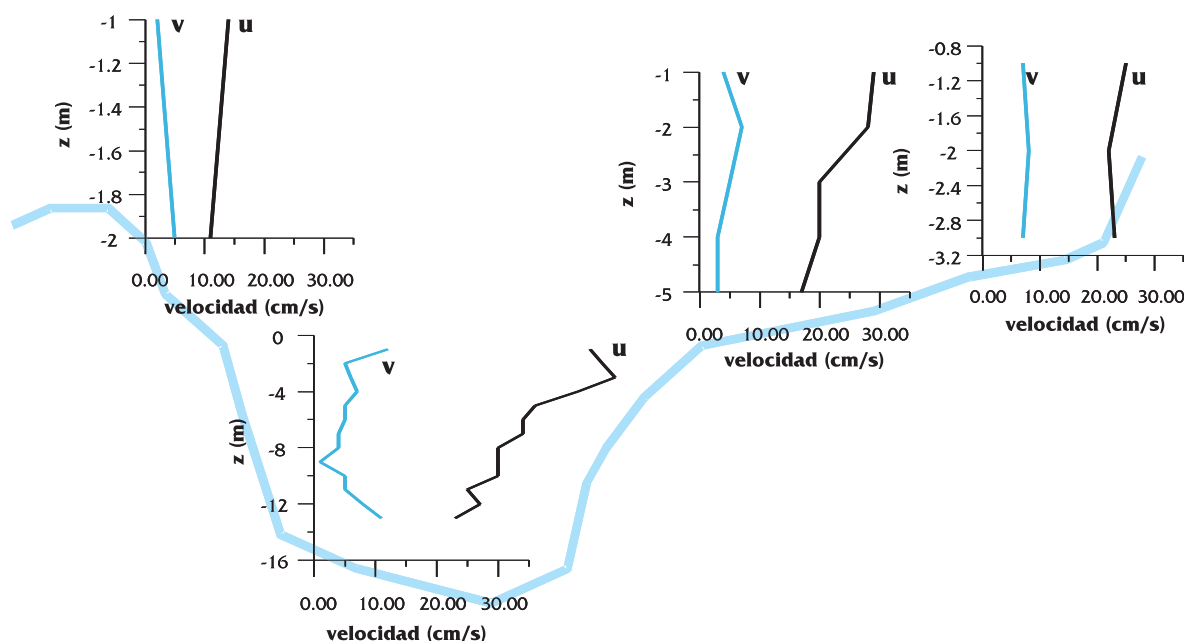 -1
-1.2
-1.4
-1.6
-1.8
-2
z (m)
v u
0.00 10.00 20.00 30.00
velocidad (cm/s)
0
-4
-8
-12
-16
z (m)
v
u
0.00 10.00 20.00 30.00
velocidad (cm/s)
-1
-2
-3
-4
-5
z (m)
v u
0.00 10.00 20.00 30.00
velocidad (cm/s)
-0.8
-1.2
-1.6
-2
-2.4
-2.8
-3.2
z (m)
v u
0.00 10.00 20.00 30.00
velocidad (cm/s)